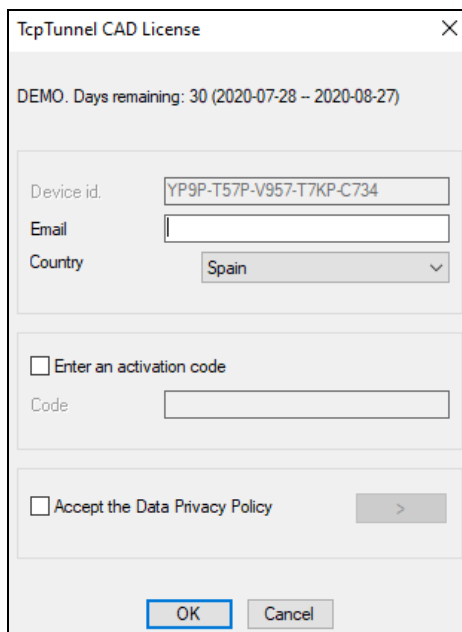 TcpTunnel CAD License
DEMO. Days remaining: 30 (2020-07-28 -- 2020-08-27)
Device id. YP9P-T57P-V957-T7KP-C734
Email
Country Spain
Enter an activation code
Code
Accept the Data Privacy Policy >
OK Cancel